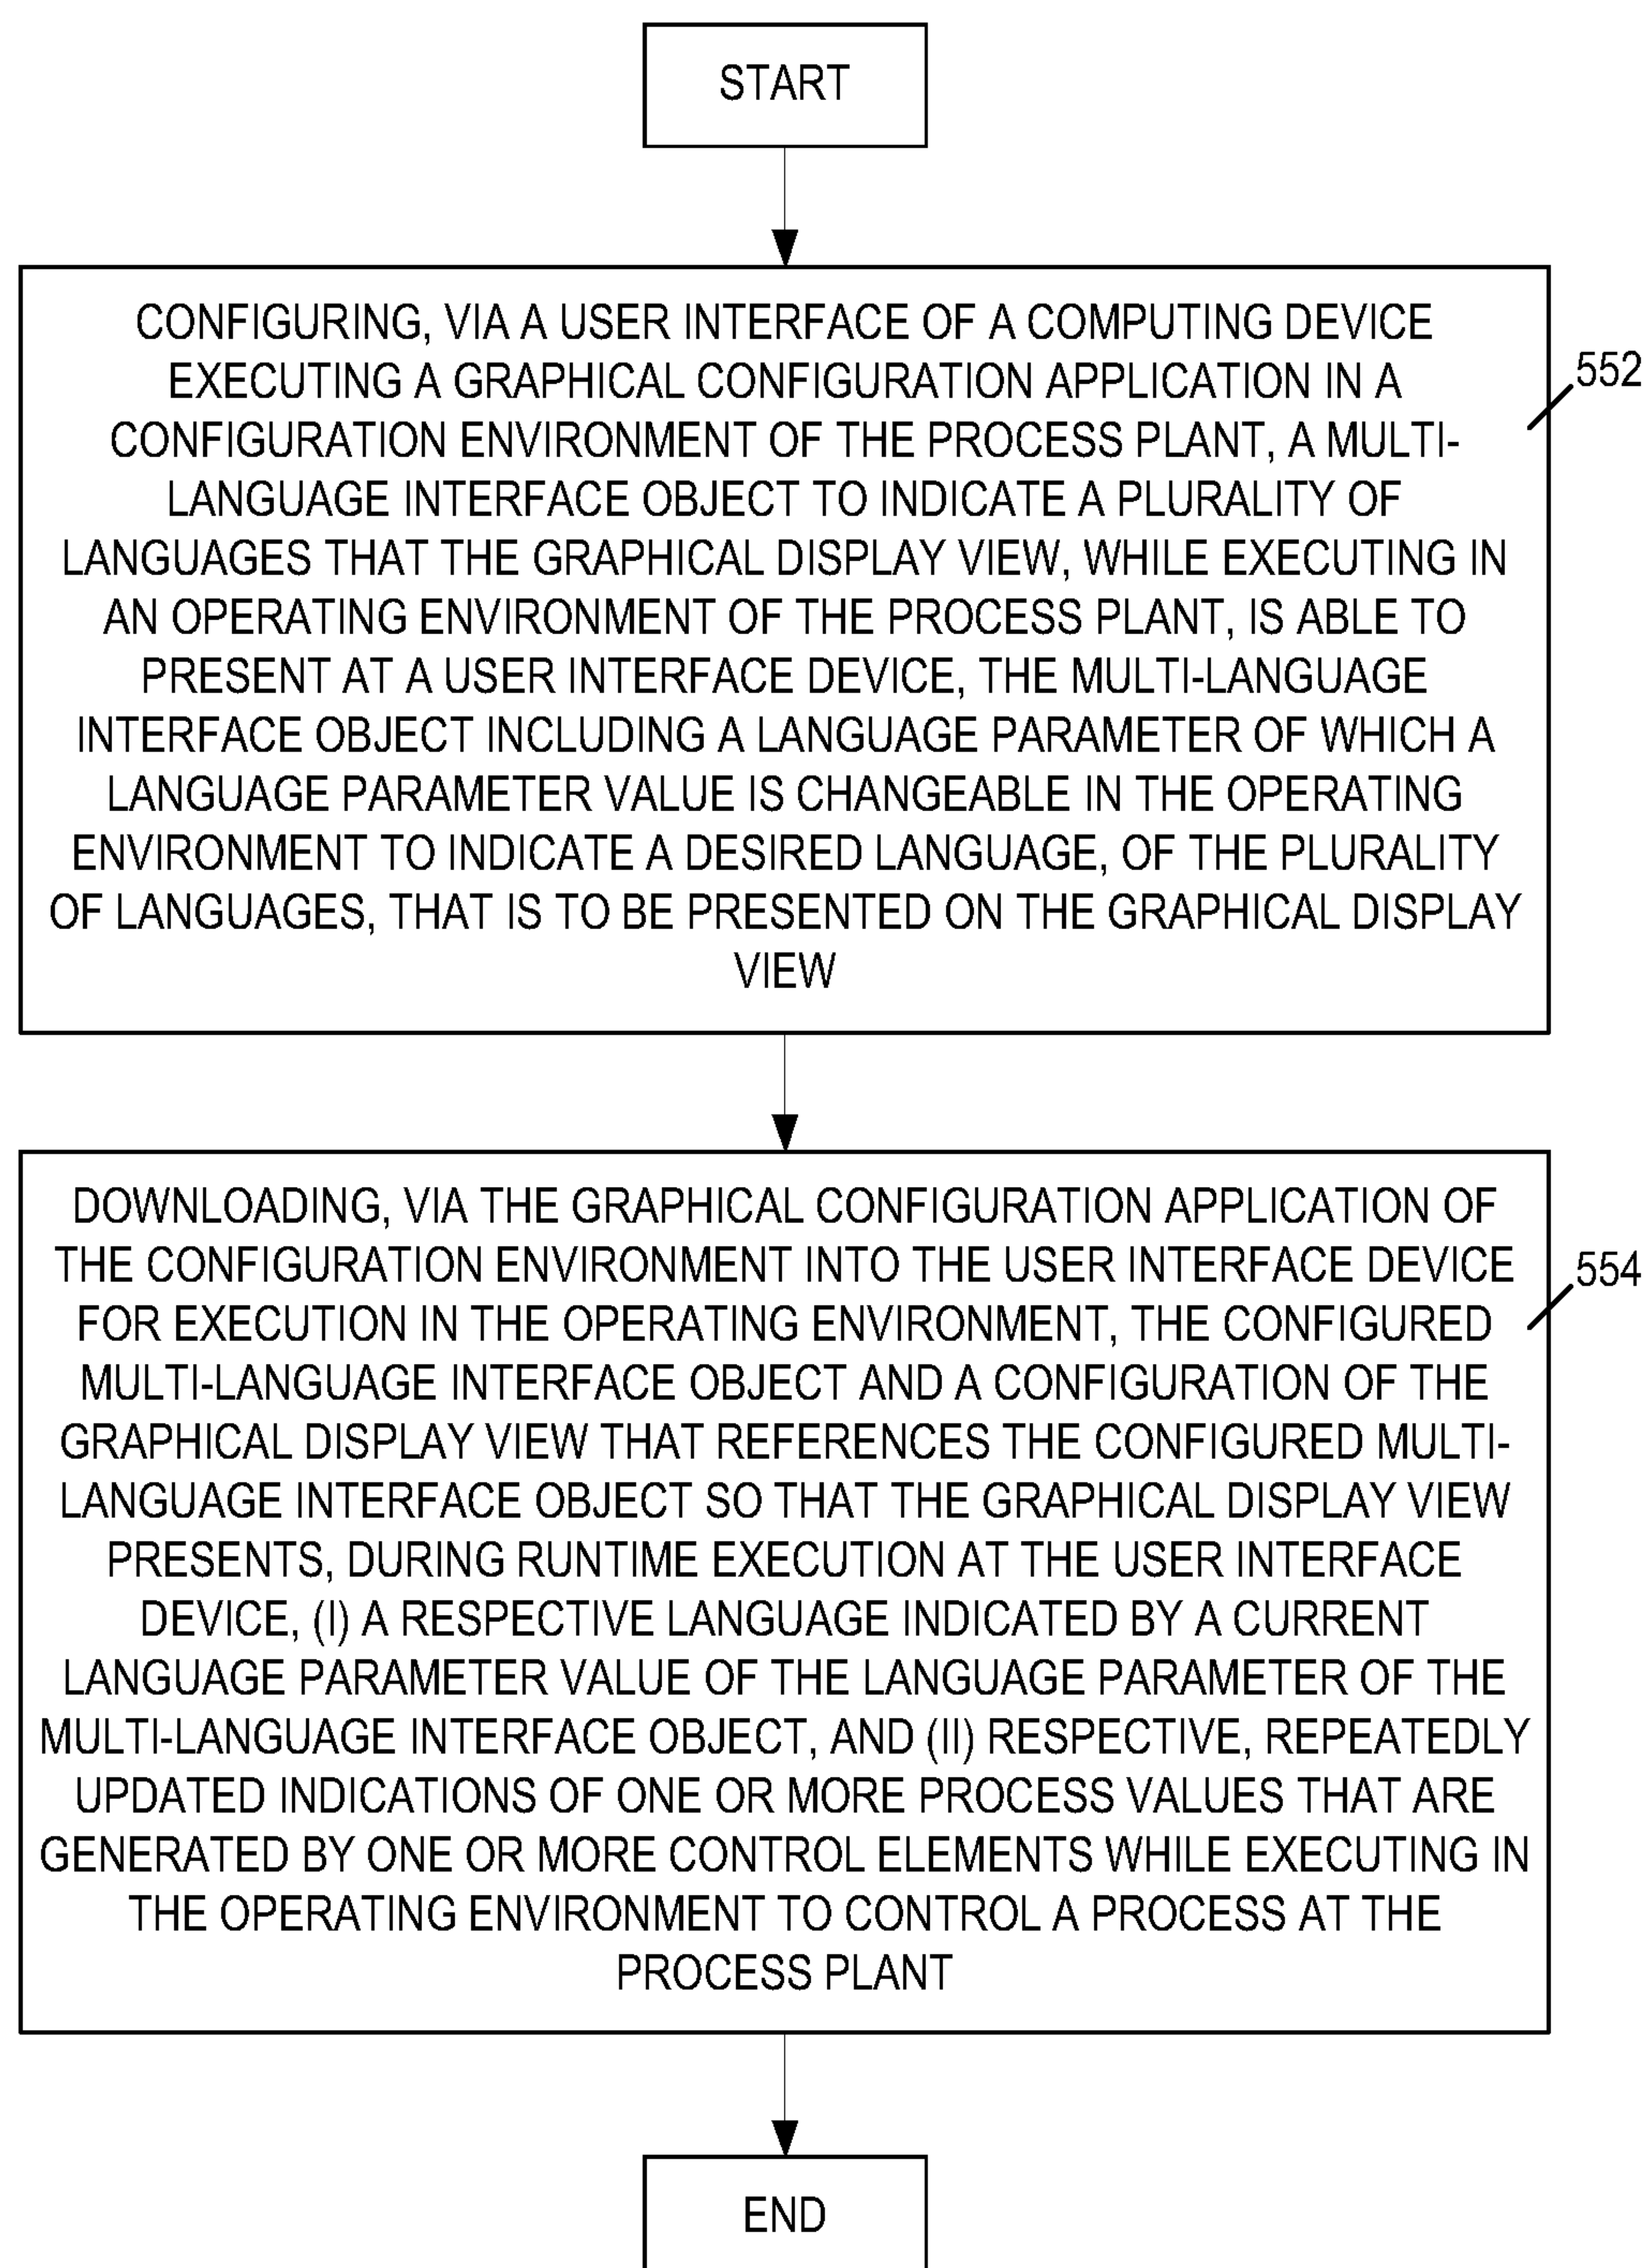 START
CONFIGURING, VIA A USER INTERFACE OF A COMPUTING DEVICE
EXECUTING A GRAPHICAL CONFIGURATION APPLICATION IN A
CONFIGURATION ENVIRONMENT OF THE PROCESS PLANT, A MULTI-
LANGUAGE INTERFACE OBJECT TO INDICATE A PLURALITY OF
LANGUAGES THAT THE GRAPHICAL DISPLAY VIEW, WHILE EXECUTING IN
AN OPERATING ENVIRONMENT OF THE PROCESS PLANT, IS ABLE TO
PRESENT AT A USER INTERFACE DEVICE, THE MULTI-LANGUAGE
INTERFACE OBJECT INCLUDING A LANGUAGE PARAMETER OF WHICH A
LANGUAGE PARAMETER VALUE IS CHANGEABLE IN THE OPERATING
ENVIRONMENT TO INDICATE A DESIRED LANGUAGE, OF THE PLURALITY
OF LANGUAGES, THAT IS TO BE PRESENTED ON THE GRAPHICAL DISPLAY
VIEW
552
DOWNLOADING, VIA THE GRAPHICAL CONFIGURATION APPLICATION OF
THE CONFIGURATION ENVIRONMENT INTO THE USER INTERFACE DEVICE
FOR EXECUTION IN THE OPERATING ENVIRONMENT, THE CONFIGURED
MULTI-LANGUAGE INTERFACE OBJECT AND A CONFIGURATION OF THE
GRAPHICAL DISPLAY VIEW THAT REFERENCES THE CONFIGURED MULTI-
LANGUAGE INTERFACE OBJECT SO THAT THE GRAPHICAL DISPLAY VIEW
PRESENTS, DURING RUNTIME EXECUTION AT THE USER INTERFACE
DEVICE, (I) A RESPECTIVE LANGUAGE INDICATED BY A CURRENT
LANGUAGE PARAMETER VALUE OF THE LANGUAGE PARAMETER OF THE
MULTI-LANGUAGE INTERFACE OBJECT, AND (II) RESPECTIVE, REPEATEDLY
UPDATED INDICATIONS OF ONE OR MORE PROCESS VALUES THAT ARE
GENERATED BY ONE OR MORE CONTROL ELEMENTS WHILE EXECUTING IN
THE OPERATING ENVIRONMENT TO CONTROL A PROCESS AT THE
PROCESS PLANT
554
END